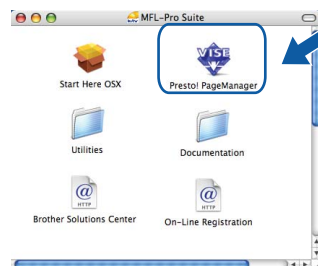 MFL-Pro Suite
VISE
Start Here OSX
Presto! PageManager
Utilities
Documentation
@
HTTP
@
HTTP
Brother Solutions Center
On-Line Registration